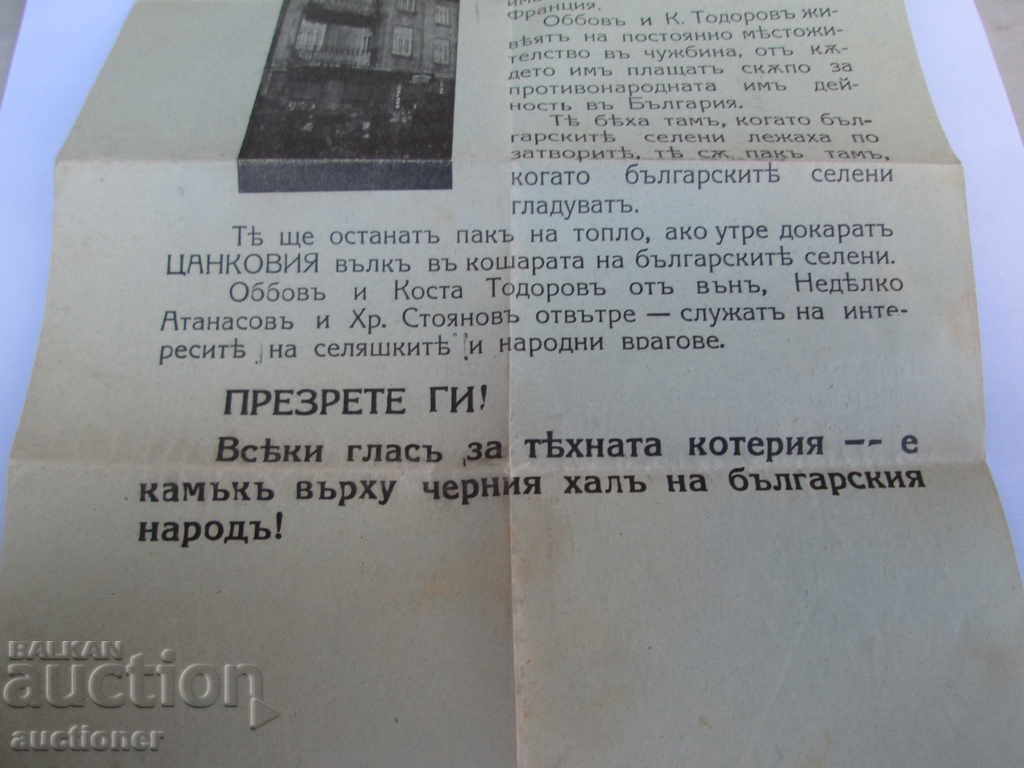 Франция.
Оббовъ и К. Тодоровъ жи-
вѣятъ на постоянно мѣстожи-
телство въ чужбина, отъ кѫ-
дето имъ плащатъ скѫпо за
противонародната имъ дей-
ность въ България.
Тѣ бѣха тамъ, когато бъл-
гарскитѣ селени лежаха по
затворитѣ, тѣ сѫ пакъ тамъ,
когато българскитѣ селени
гладуватъ.
Тѣ ще останатъ пакъ на топло, ако утре докаратъ
ЦАНКОВИЯ вълкъ въ кошарата на българскитѣ селени.
Оббовъ и Коста Тодоровъ отъ вънъ, Недѣлко
Атанасовъ и Хр. Стояновъ отвътре — служатъ на инте-
реситѣ на селяшкитѣ и народни врагове.
ПРЕЗРЕТЕ ГИ!
Всѣки гласъ за тѣхната котерия –- е
камъкъ върху черния халъ на българския
народъ!
BALKAN
auction
auctioner